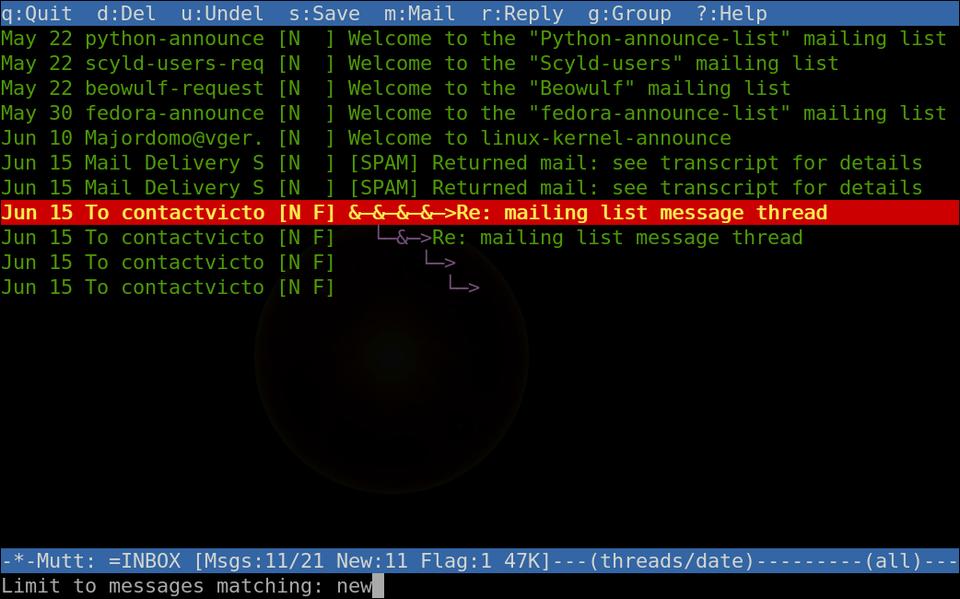 q:Quit  d:Del  u:Undel  s:Save  m:Mail  r:Reply  g:Group  ?:Help
May 22 python-announce [N  ] Welcome to the "Python-announce-list" mailing list
May 22 scyld-users-req [N  ] Welcome to the "Scyld-users" mailing list
May 22 beowulf-request [N  ] Welcome to the "Beowulf" mailing list
May 30 fedora-announce [N  ] Welcome to the "fedora-announce-list" mailing list
Jun 10 Majordomo@vger. [N  ] Welcome to linux-kernel-announce
Jun 15 Mail Delivery S [N  ] [SPAM] Returned mail: see transcript for details
Jun 15 Mail Delivery S [N  ] [SPAM] Returned mail: see transcript for details
Jun 15 To contactvicto [N F] &─&─&─&─>Re: mailing list message thread
Jun 15 To contactvicto [N F]   └─&─>Re: mailing list message thread
Jun 15 To contactvicto [N F]       └─>
Jun 15 To contactvicto [N F]         └─>
-*-Mutt: =INBOX [Msgs:11/21 New:11 Flag:1 47K]---(threads/date)---------(all)---
Limit to messages matching: new